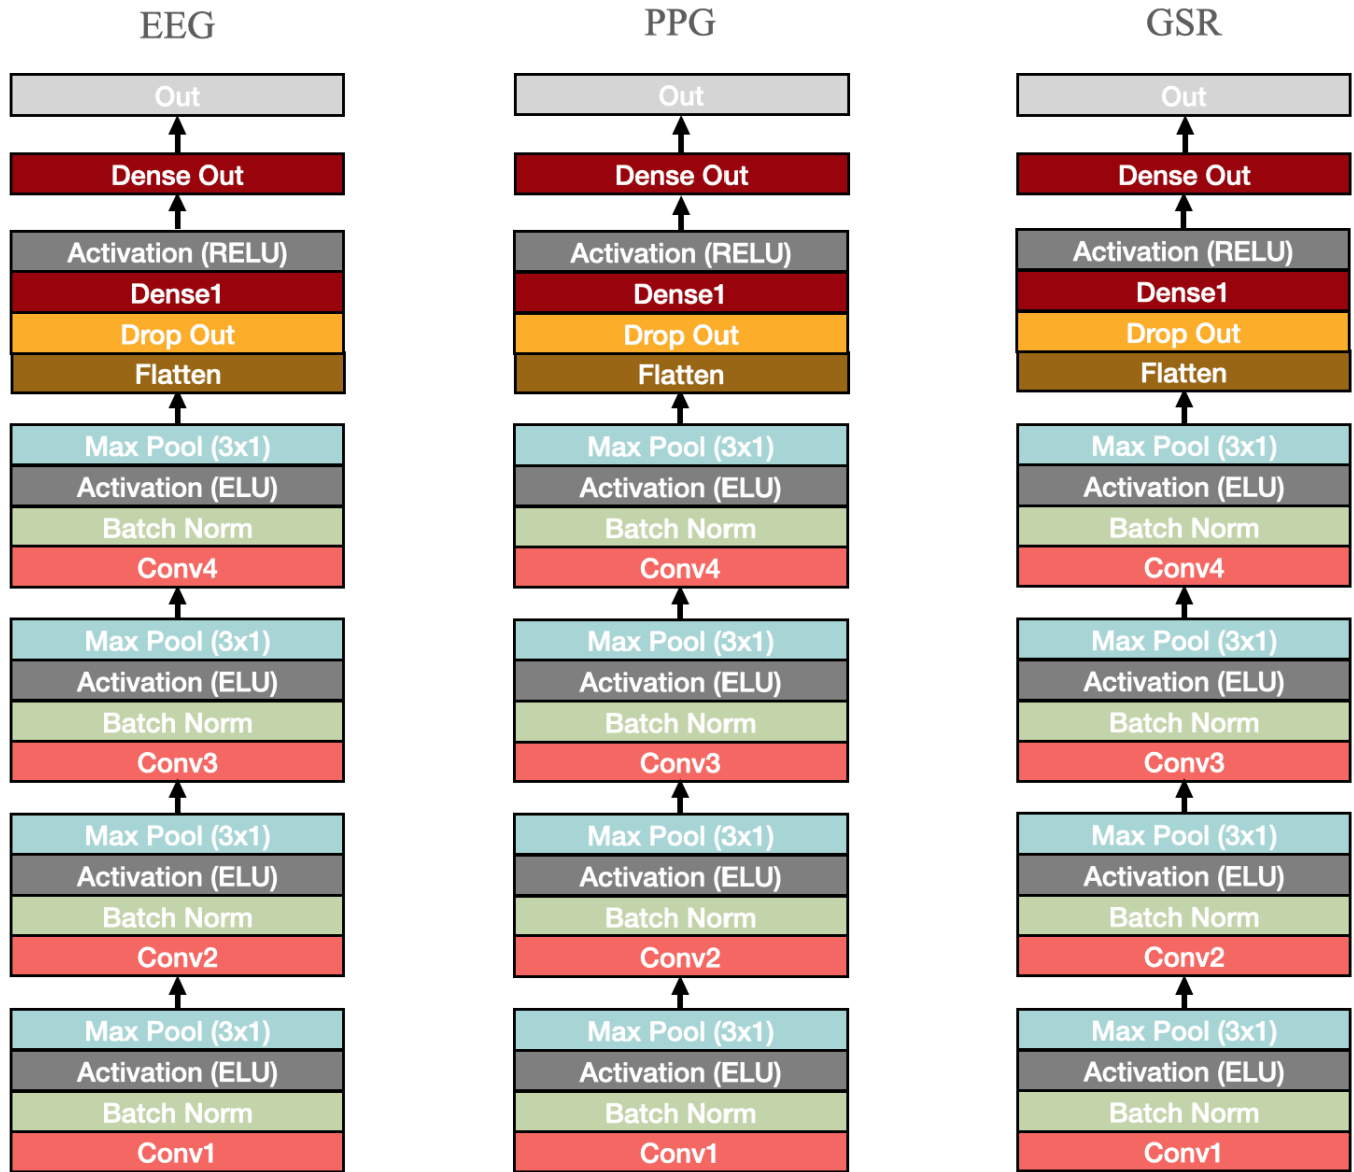 EEG
Out
Dense Out
Activation (RELU)
Dense1
Drop Out
Flatten
Max Pool (3x1)
Activation (ELU)
Batch Norm
Conv4
Max Pool (3x1)
Activation (ELU)
Batch Norm
Conv3
Max Pool (3x1)
Activation (ELU)
Batch Norm
Conv2
Max Pool (3x1)
Activation (ELU)
Batch Norm
Conv1
PPG
Out
Dense Out
Activation (RELU)
Dense1
Drop Out
Flatten
Max Pool (3x1)
Activation (ELU)
Batch Norm
Conv4
Max Pool (3x1)
Activation (ELU)
Batch Norm
Conv3
Max Pool (3x1)
Activation (ELU)
Batch Norm
Conv2
Max Pool (3x1)
Activation (ELU)
Batch Norm
Conv1
GSR
Out
Dense Out
Activation (RELU)
Dense1
Drop Out
Flatten
Max Pool (3x1)
Activation (ELU)
Batch Norm
Conv4
Max Pool (3x1)
Activation (ELU)
Batch Norm
Conv3
Max Pool (3x1)
Activation (ELU)
Batch Norm
Conv2
Max Pool (3x1)
Activation (ELU)
Batch Norm
Conv1